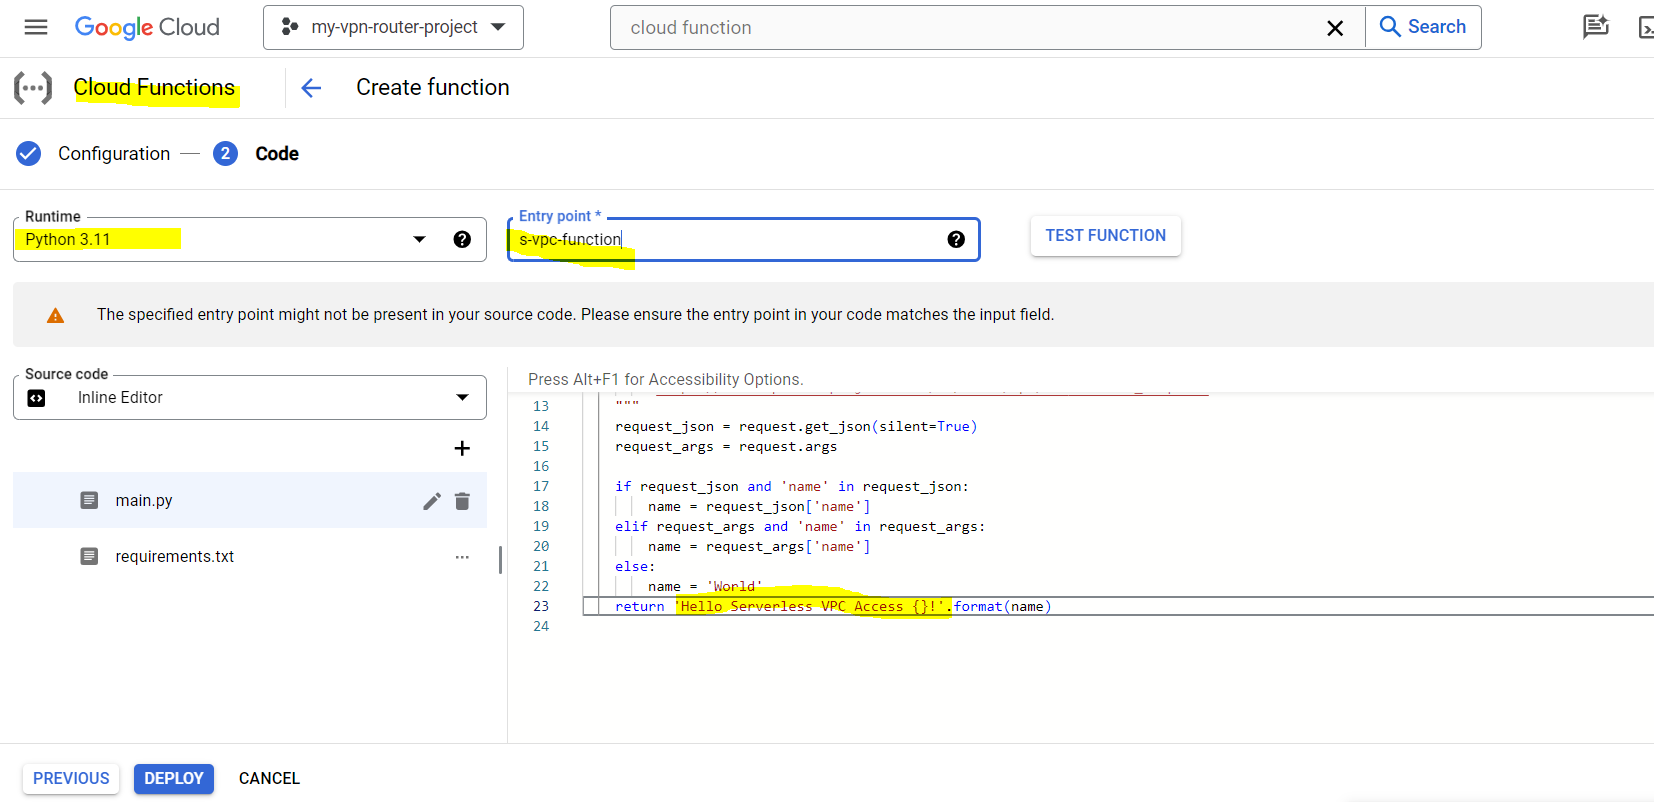 Google Cloud
my-vpn-router-project
cloud function
Search
Cloud Functions
Create function
Configuration
2
Code
Runtime
Python 3.11
Entry point *
s-vpc-function
TEST FUNCTION
The specified entry point might not be present in your source code. Please ensure the entry point in your code matches the input field.
Source code
Inline Editor
main.py
requirements.txt
Press Alt+F1 for Accessibility Options.
13 """
14 request_json = request.get_json(silent=True)
15 request_args = request.args
16
17 if request_json and 'name' in request_json:
18 name = request_json['name']
19 elif request_args and 'name' in request_args:
20 name = request_args['name']
21 else:
22 name = 'World'
23 return 'Hello Serverless VPC Access {}!'.format(name)
24
PREVIOUS
DEPLOY
CANCEL